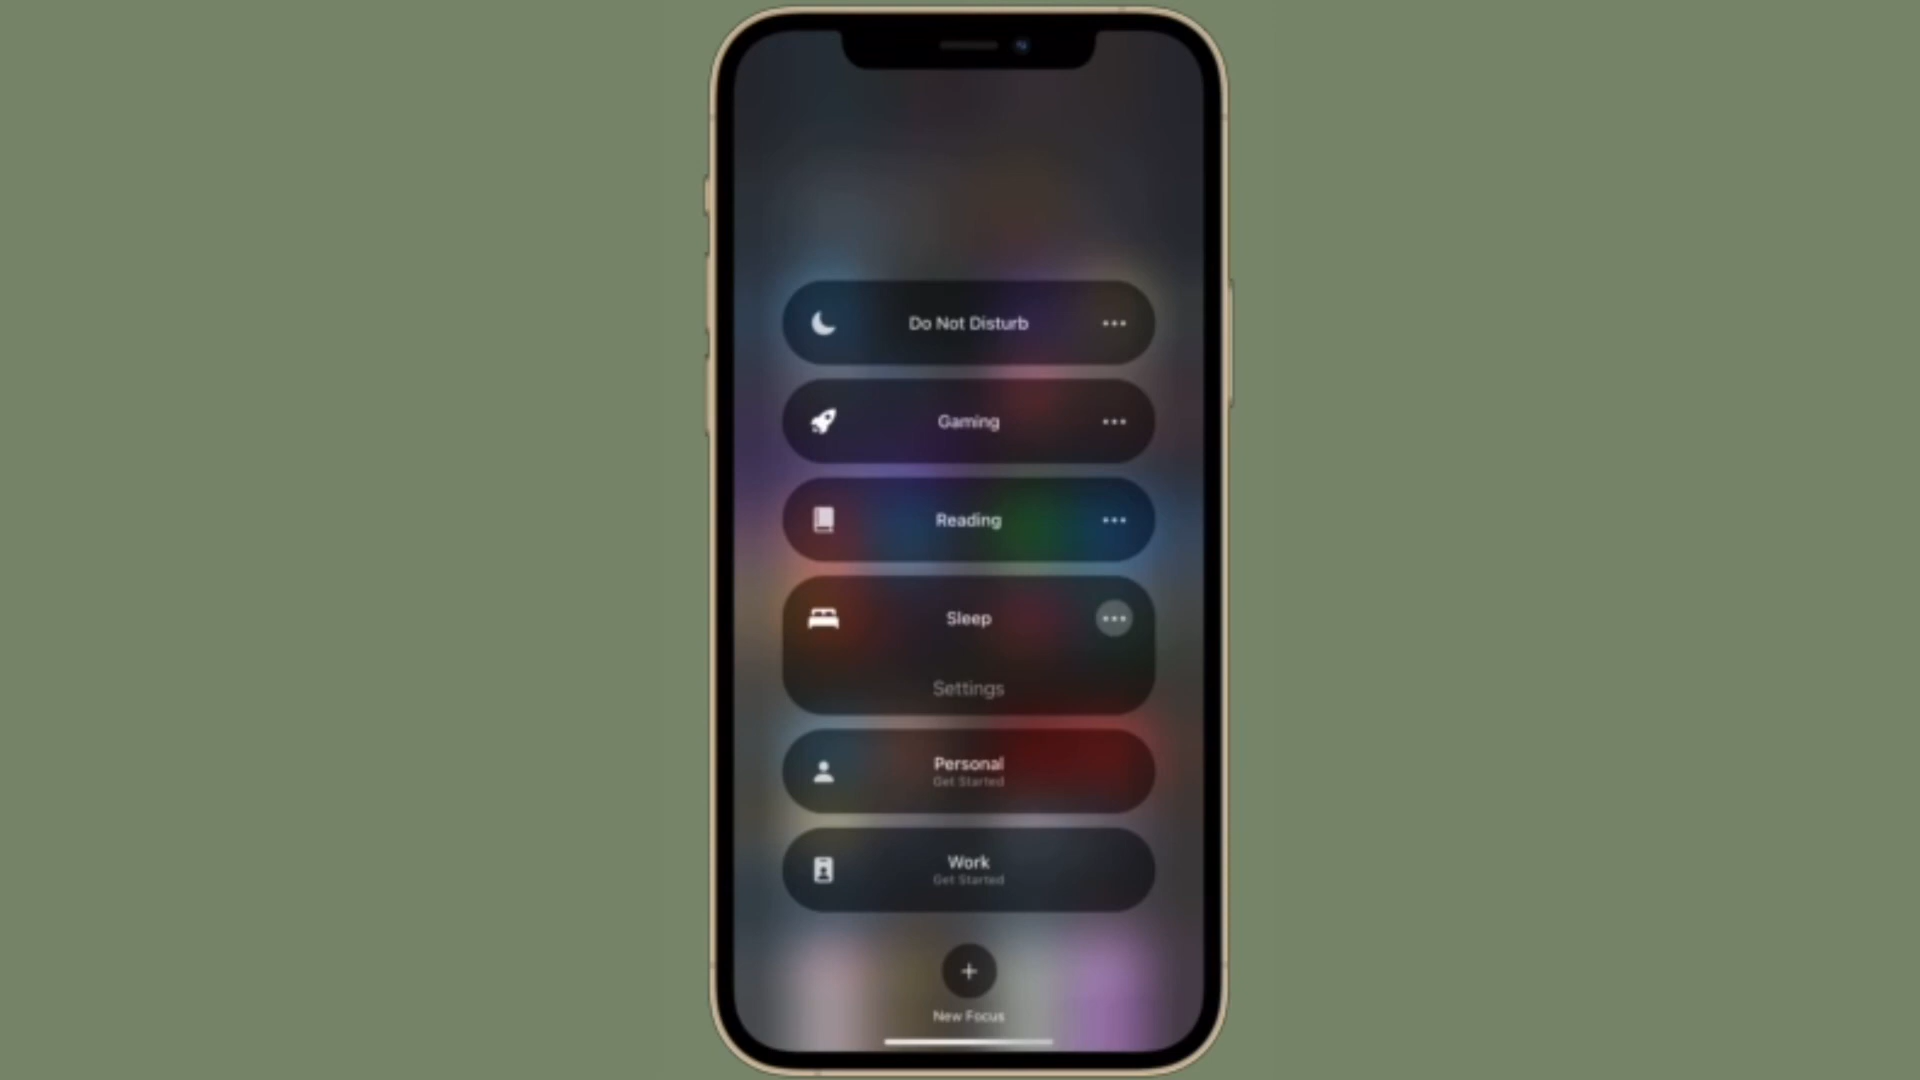 Do Not Disturb
Gaming
Reading
Sleep
Settings
Personal
Get Started
Work
Get Started
New Focus